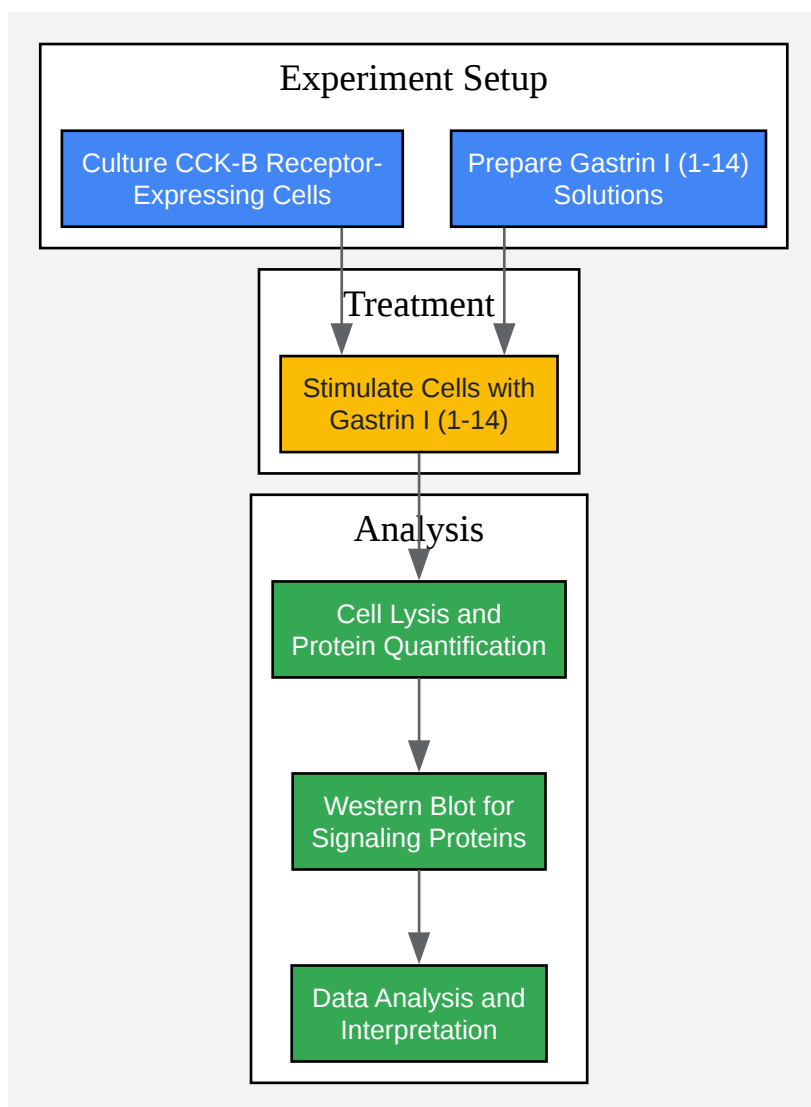 Experiment Setup
Culture CCK-B Receptor-
Expressing Cells
Prepare Gastrin I (1-14)
Solutions
Treatment
Stimulate Cells with
Gastrin I (1-14)
Analysis
Cell Lysis and
Protein Quantification
Western Blot for
Signaling Proteins
Data Analysis and
Interpretation